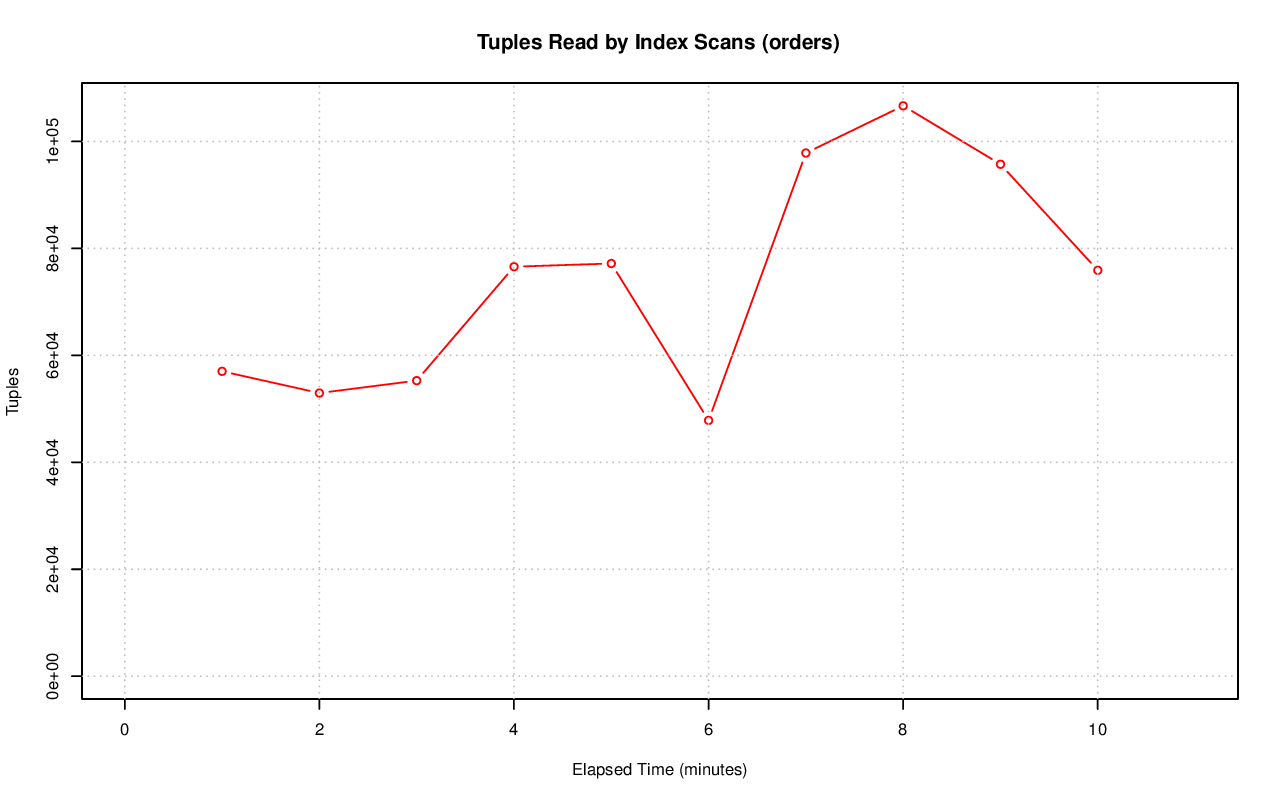 Tuples Read by Index Scans (orders)
1e+05
8e+04
6e+04
4e+04
2e+04
0e+00
Tuples
0 2 4 6 8 10
Elapsed Time (minutes)